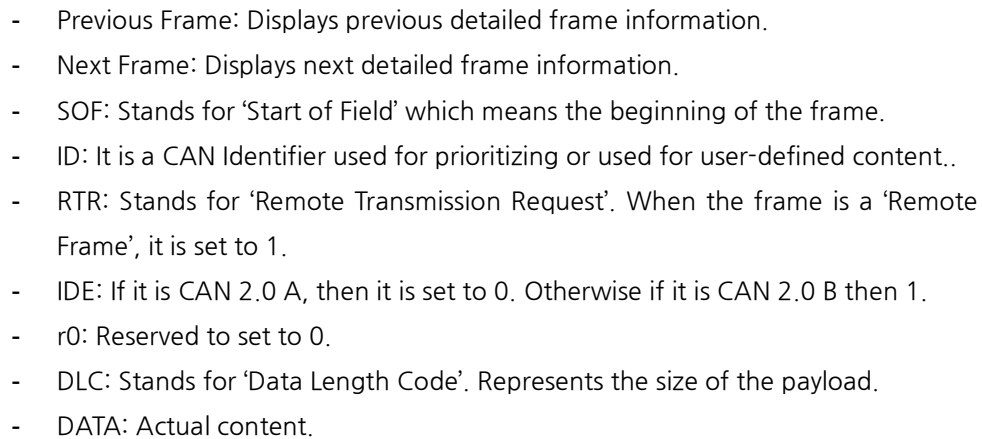 - Previous Frame: Displays previous detailed frame information.
- Next Frame: Displays next detailed frame information.
- SOF: Stands for ‘Start of Field’ which means the beginning of the frame.
- ID: It is a CAN Identifier used for prioritizing or used for user-defined content..
- RTR: Stands for ‘Remote Transmission Request’. When the frame is a ‘Remote
Frame’, it is set to 1.
- IDE: If it is CAN 2.0 A, then it is set to 0. Otherwise if it is CAN 2.0 B then 1.
- r0: Reserved to set to 0.
- DLC: Stands for ‘Data Length Code’. Represents the size of the payload.
- DATA: Actual content.